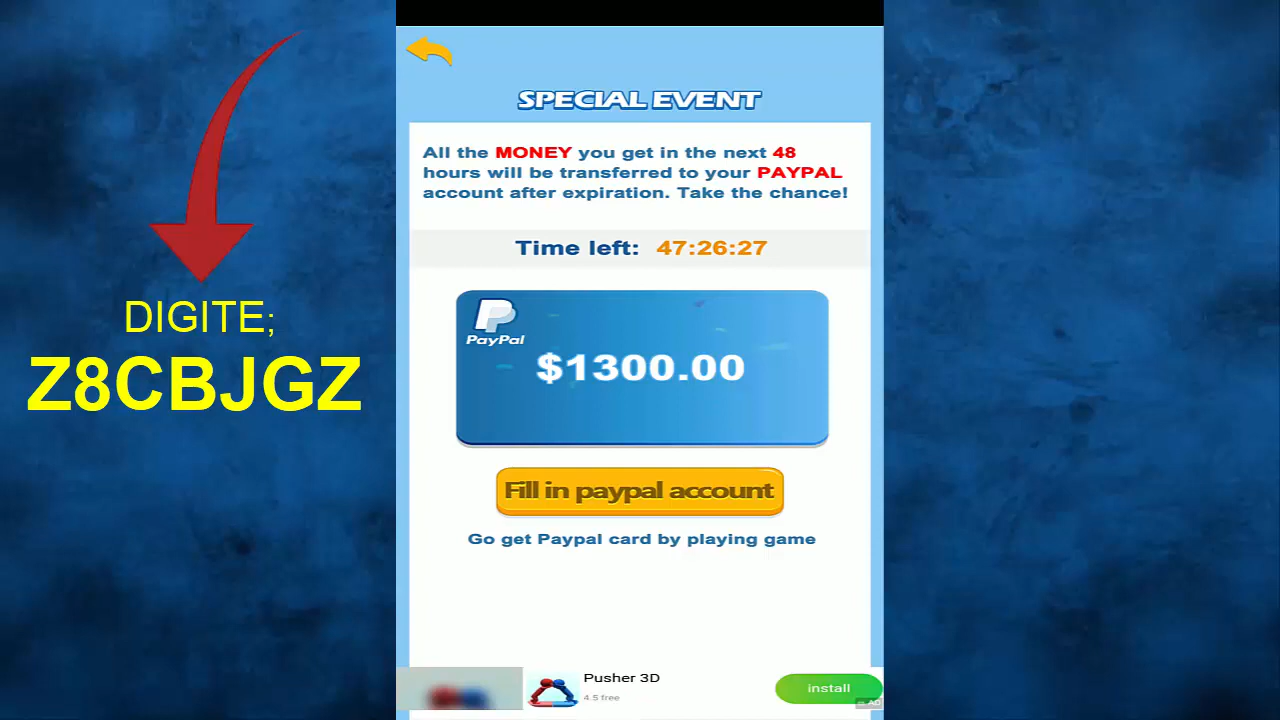 SPECIAL EVENT
All the MONEY you get in the next 48
hours will be transferred to your PAYPAL
account after expiration. Take the chance!
Time left: 47:26:27
PayPal
$1300.00
Fill in paypal account
Go get Paypal card by playing game
DIGITE;
Z8CBJGZ
Pusher 3D
4.5 free
install
AD